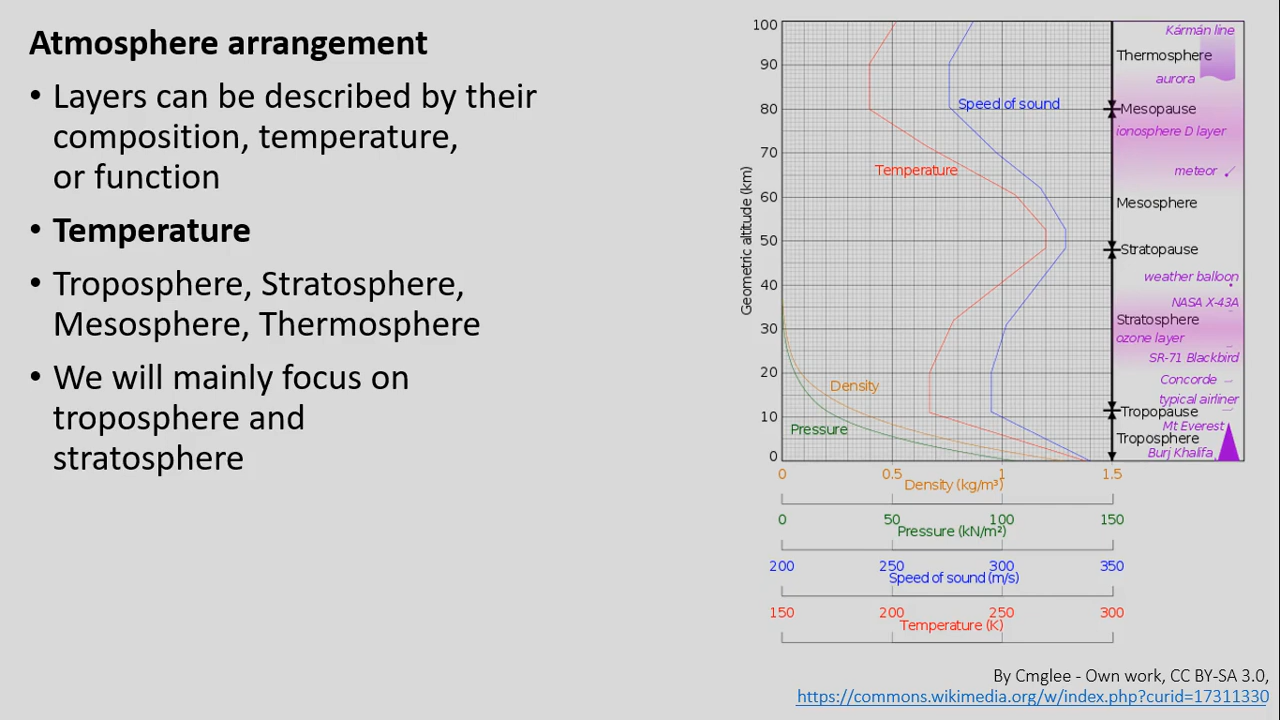 Atmosphere arrangement
• Layers can be described by their
composition, temperature,
or function
• Temperature
• Troposphere, Stratosphere,
Mesosphere, Thermosphere
• We will mainly focus on
troposphere and
stratosphere
100
90
80
70
60
50
40
30
20
10
0
Geometric altitude (km)
Speed of sound
Temperature
Density
Pressure
Kármán line
Thermosphere
aurora
Mesopause
ionosphere D layer
meteor
Mesosphere
Stratopause
weather balloon
NASA X-43A
Stratosphere
ozone layer
SR-71 Blackbird
Concorde
typical airliner
Tropopause
Mt Everest
Troposphere
Burj Khalifa
0 0.5 1 1.5
Density (kg/m³)
0 50 100 150
Pressure (kN/m²)
200 250 300 350
Speed of sound (m/s)
150 200 250 300
Temperature (K)
By Cmglee - Own work, CC BY-SA 3.0,
https://commons.wikimedia.org/w/index.php?curid=17311330